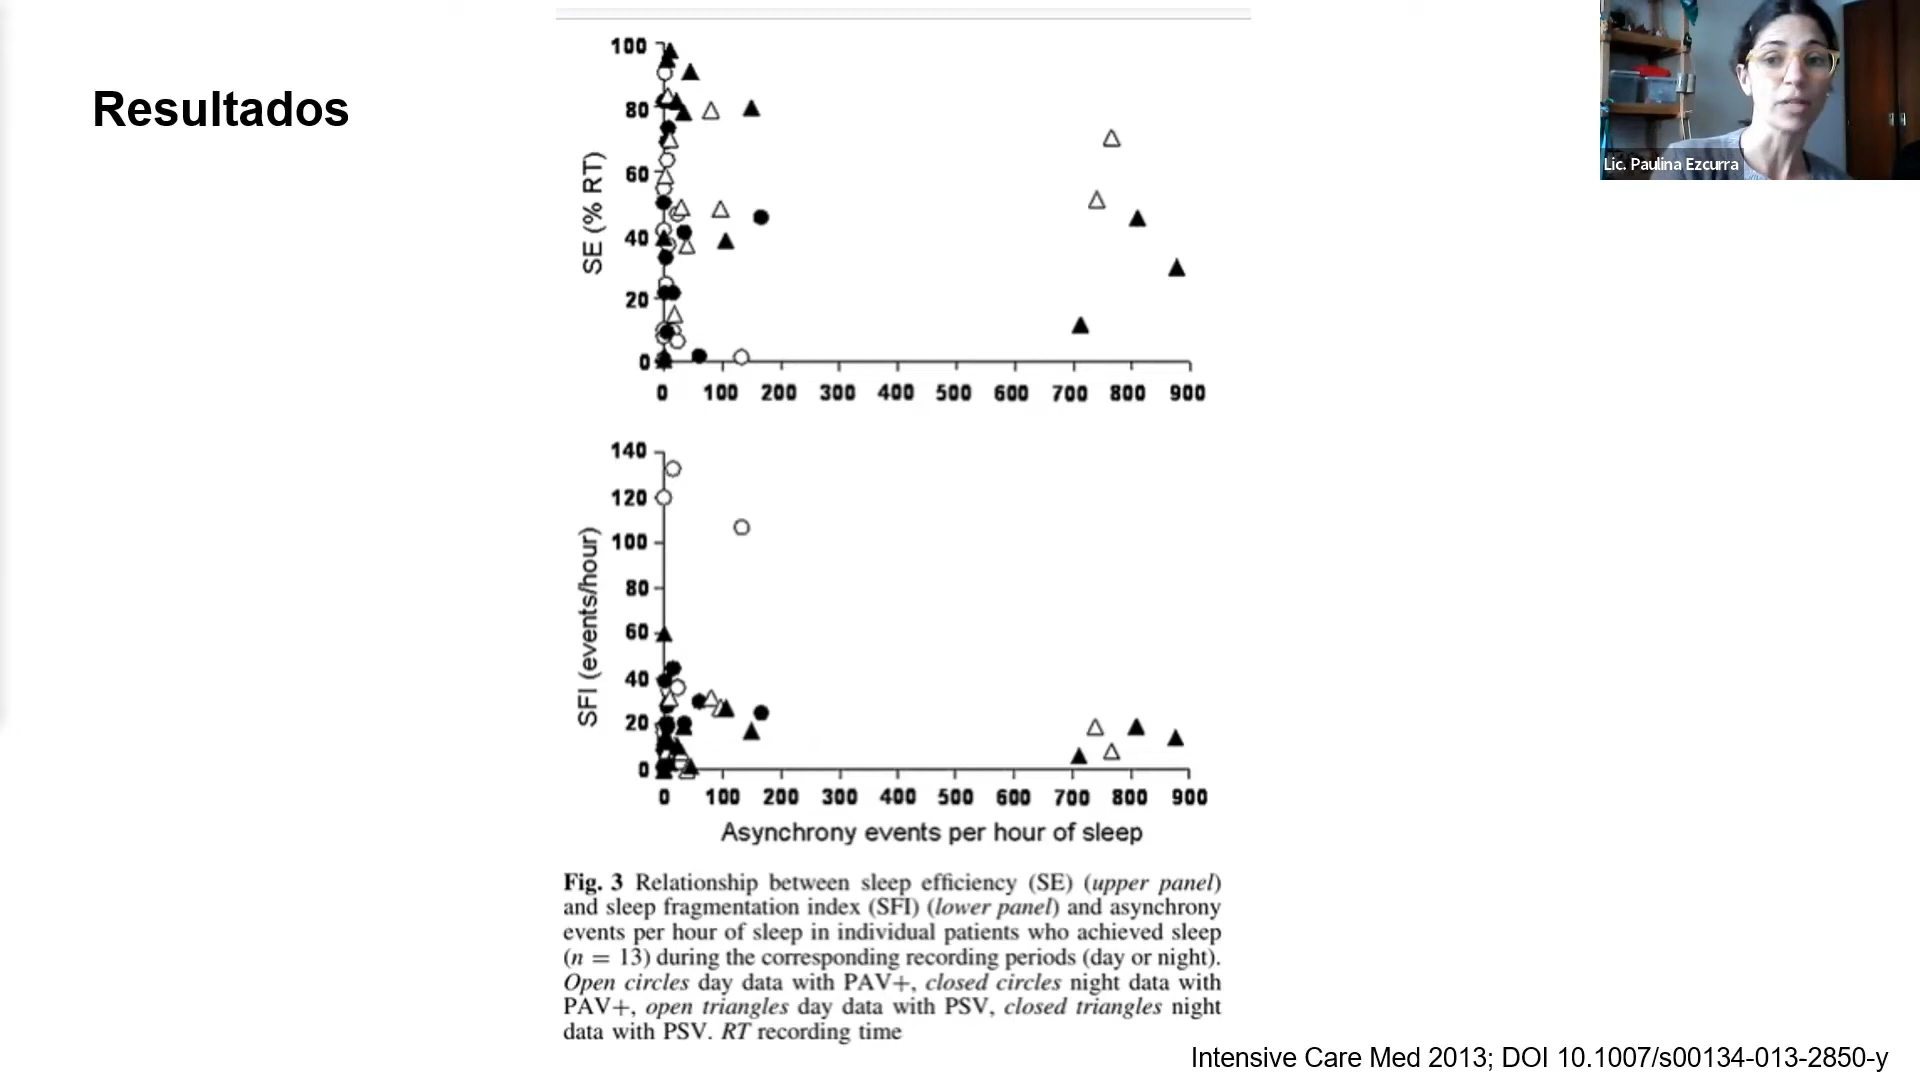 Resultados
100
80
60
40
20
0
SE (% RT)
0 100 200 300 400 500 600 700 800 900
140
120
100
80
60
40
20
0
SFI (events/hour)
0 100 200 300 400 500 600 700 800 900
Asynchrony events per hour of sleep
Fig. 3 Relationship between sleep efficiency (SE) (upper panel)
and sleep fragmentation index (SFI) (lower panel) and asynchrony
events per hour of sleep in individual patients who achieved sleep
(n = 13) during the corresponding recording periods (day or night).
Open circles day data with PAV+, closed circles night data with
PAV+, open triangles day data with PSV, closed triangles night
data with PSV. RT recording time
Intensive Care Med 2013; DOI 10.1007/s00134-013-2850-y
Lic. Paulina Ezcurra